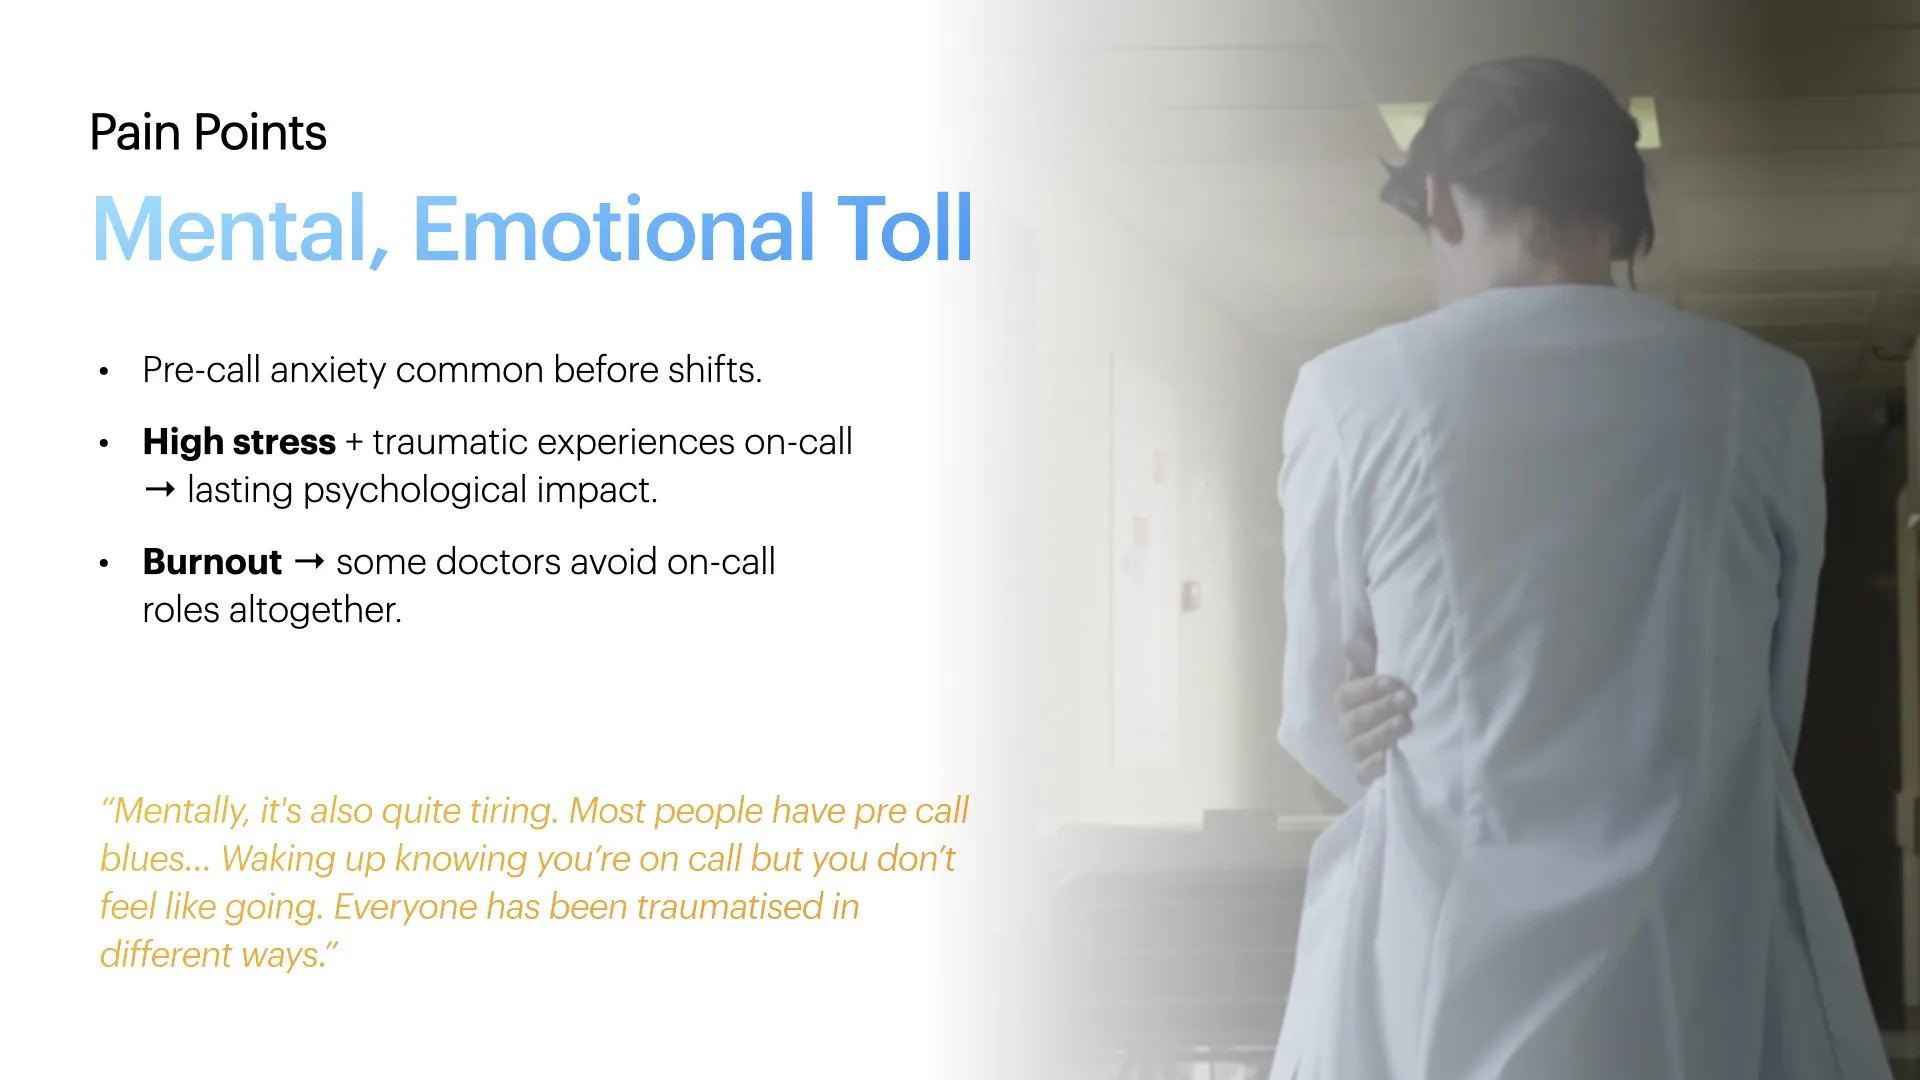 Pain Points
Mental, Emotional Toll
• Pre-call anxiety common before shifts.
• High stress + traumatic experiences on-call
→ lasting psychological impact.
• Burnout → some doctors avoid on-call
roles altogether.
“Mentally, it's also quite tiring. Most people have pre call
blues... Waking up knowing you’re on call but you don’t
feel like going. Everyone has been traumatised in
different ways.”